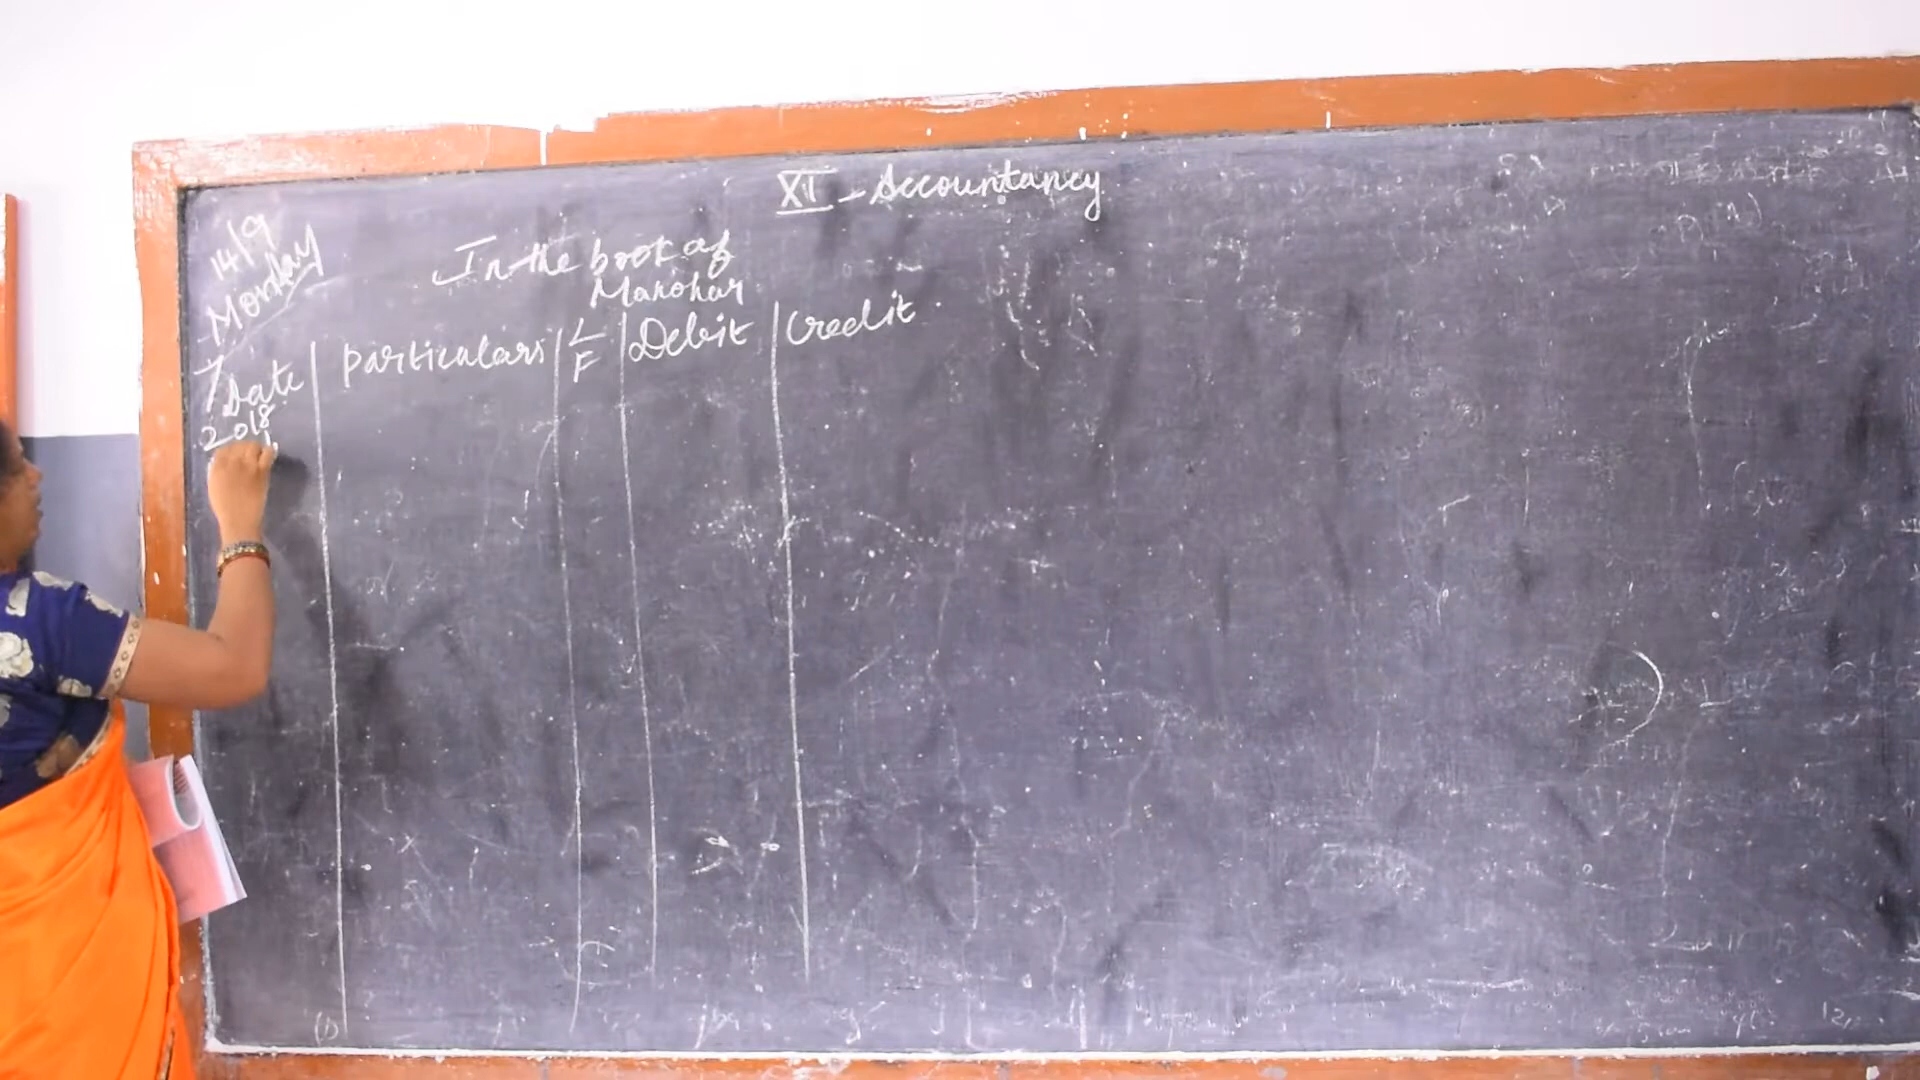 XI - Accountancy
14/9
Monday
In the book of
Manohar
Date Particulars L F Debit Credit
2018